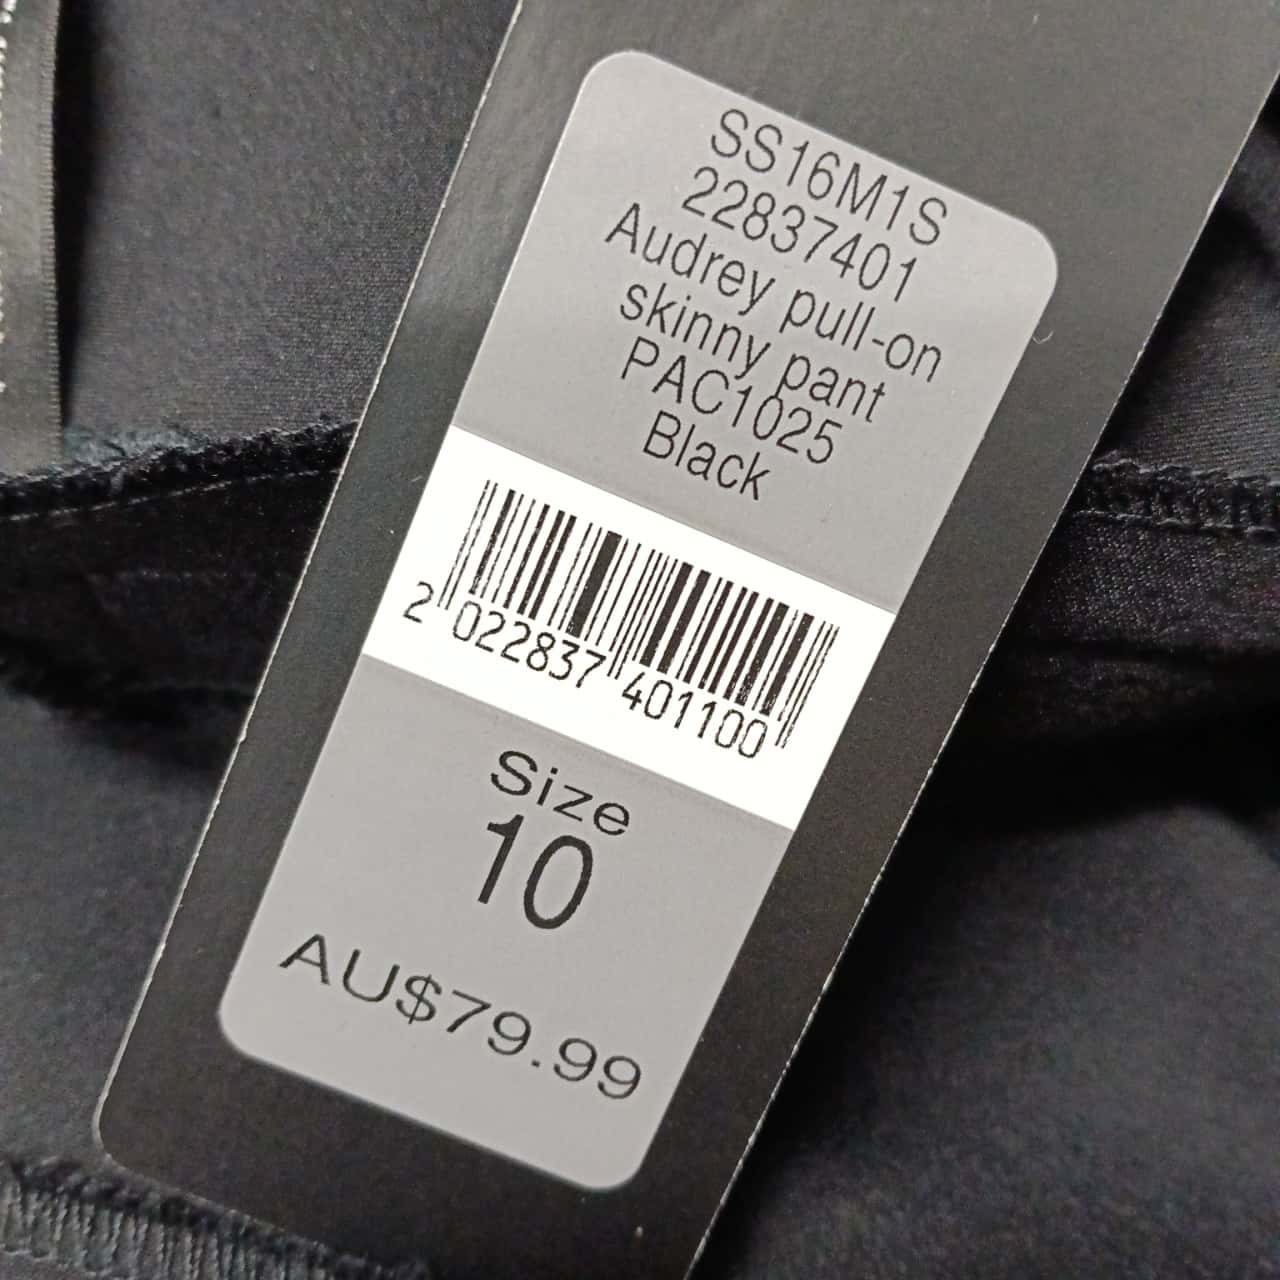 SS16M1S
22837401
Audrey pull-on
skinny pant
PAC1025
Black
2 022837 401100
Size
10
AU$79.99